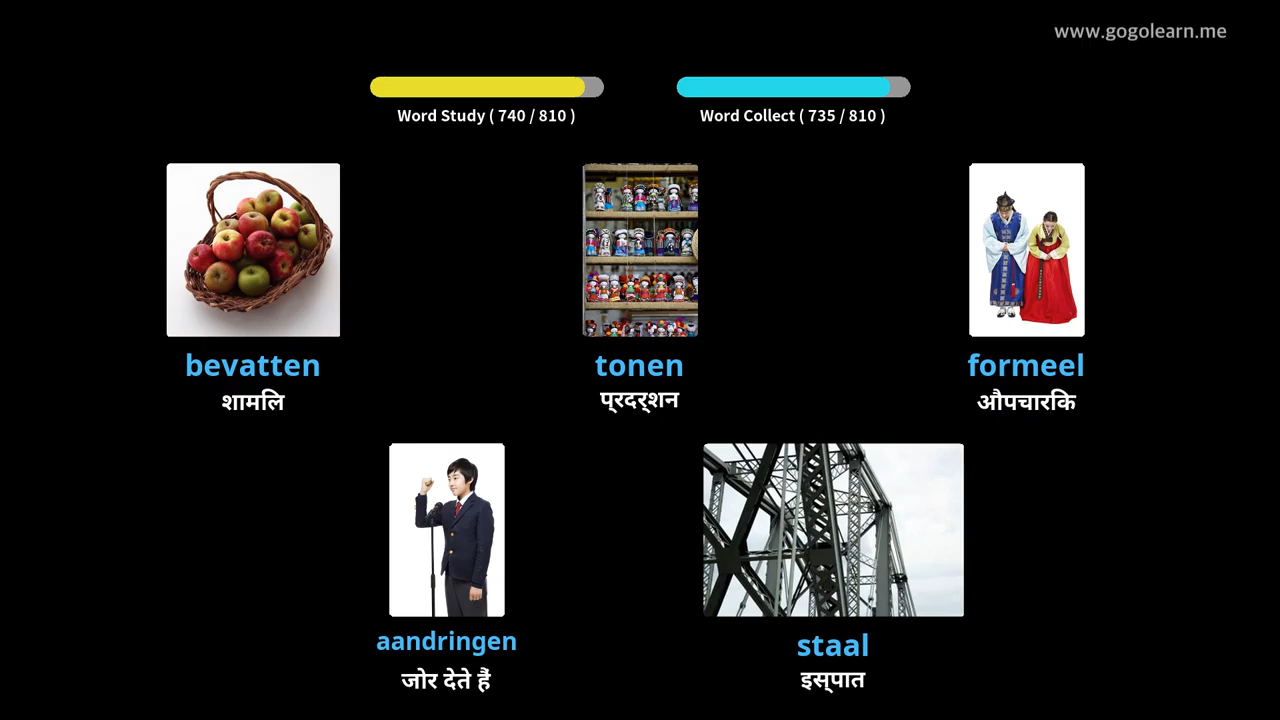 www.gogolearn.me
Word Study ( 740 / 810 )
Word Collect ( 735 / 810 )
bevatten
शामलि
tonen
प्रदर्शन
formeel
औपचारकि
aandringen
जोर देते हैं
staal
इस्पात